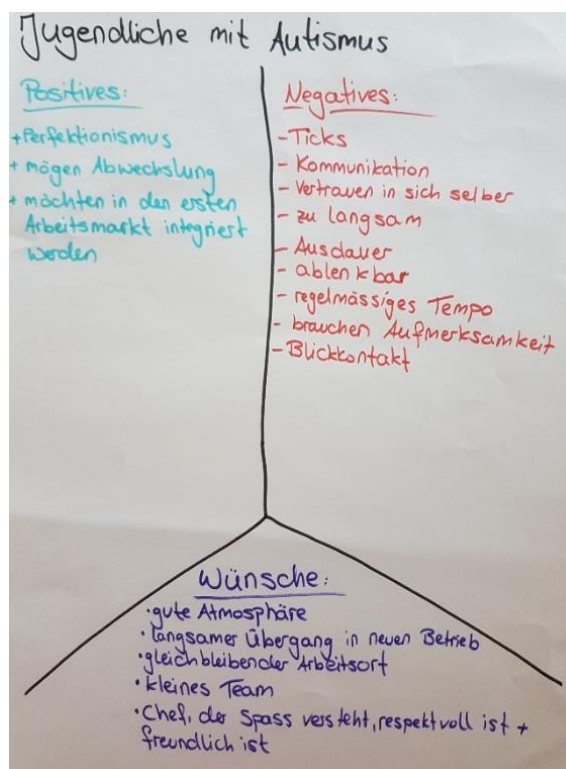 Jugendliche mit Autismus
Positives:
+ Perfektionismus
+ mögen Abwechslung
+ möchten in den ersten
Arbeitsmarkt integriert
werden
Negatives:
- Ticks
- Kommunikation
- Vertrauen in sich selber
- zu langsam
- Ausdauer
- ablenkbar
- regelmässiges Tempo
- brauchen Aufmerksamkeit
- Blickkontakt
Wünsche:
• gute Atmosphäre
• langsamer Übergang in neuen Betrieb
• gleichbleibender Arbeitsort
• kleines Team
• Chef, der Spass versteht, respektvoll ist +
freundlich ist